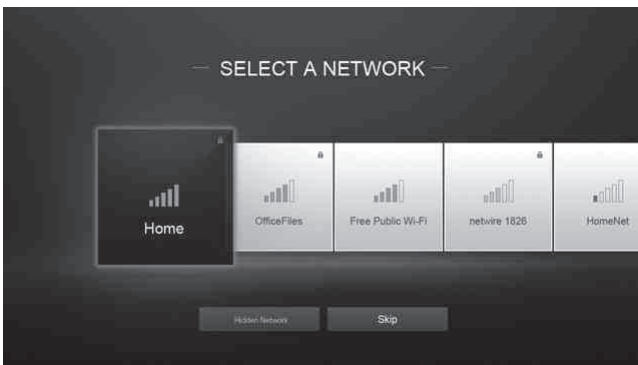 SELECT A NETWORK
Home
OfficeFiles
Free Public Wi-Fi
netwire 1826
HomeNet
Hidden Network
Skip